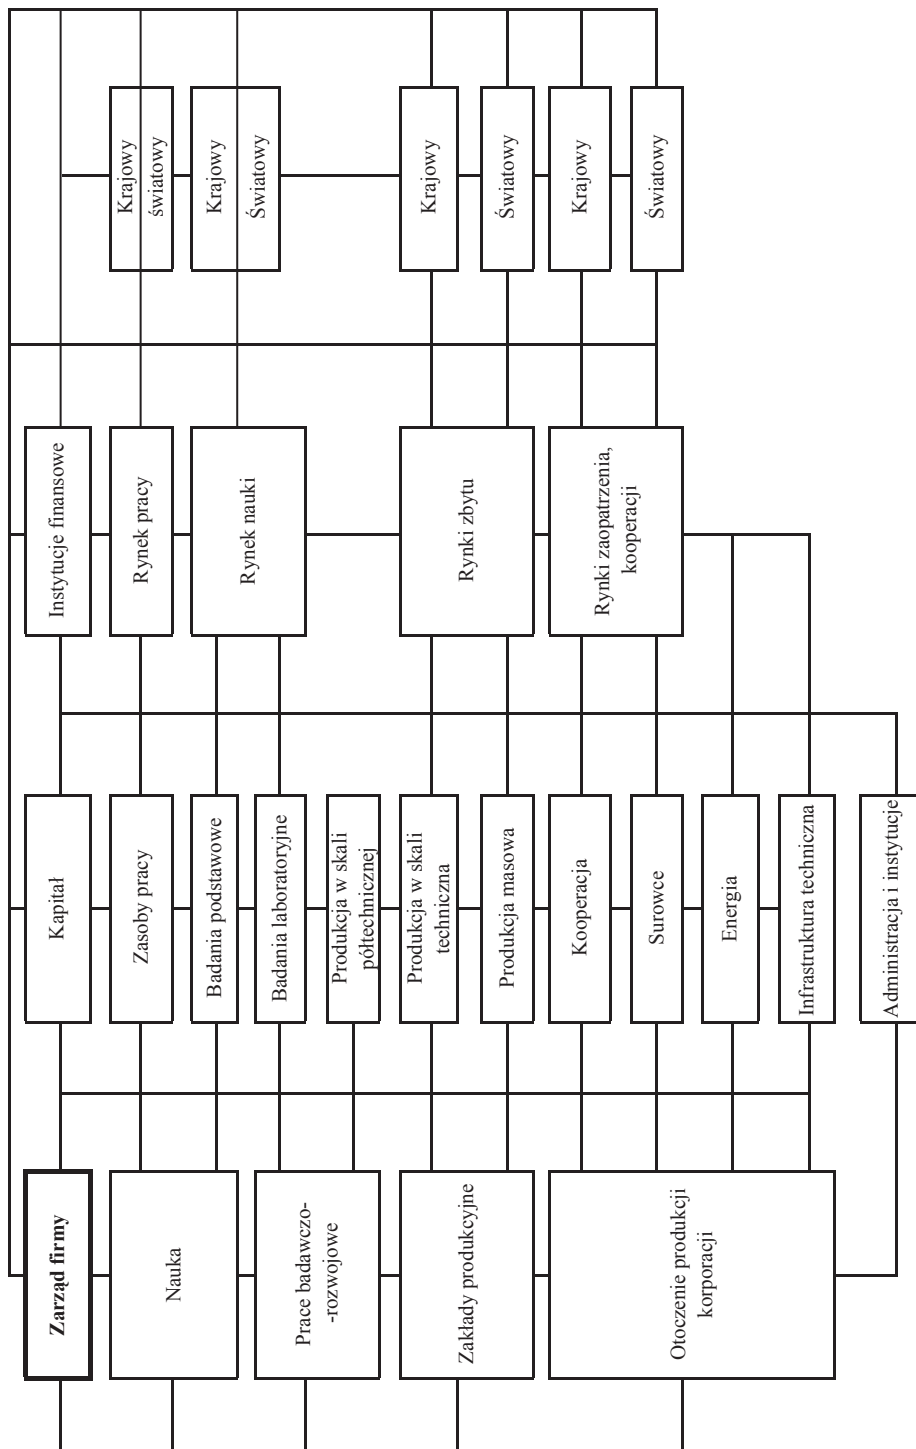 Zarząd firmy
Nauka
Prace badawczo-
-rozwojowe
Zakłady produkcyjne
Otoczenie produkcji
korporacji
Kapitał
Zasoby pracy
Badania podstawowe
Badania laboratoryjne
Produkcja w skali
półtechnicznej
Produkcja w skali
techniczna
Produkcja masowa
Kooperacja
Surowce
Energia
Infrastruktura techniczna
Administracja i instytucje
Instytucje finansowe
Rynek pracy
Rynek nauki
Rynki zbytu
Rynki zaopatrzenia,
kooperacji
Krajowy
światowy
Krajowy
Światowy
Krajowy
Światowy
Krajowy
Światowy